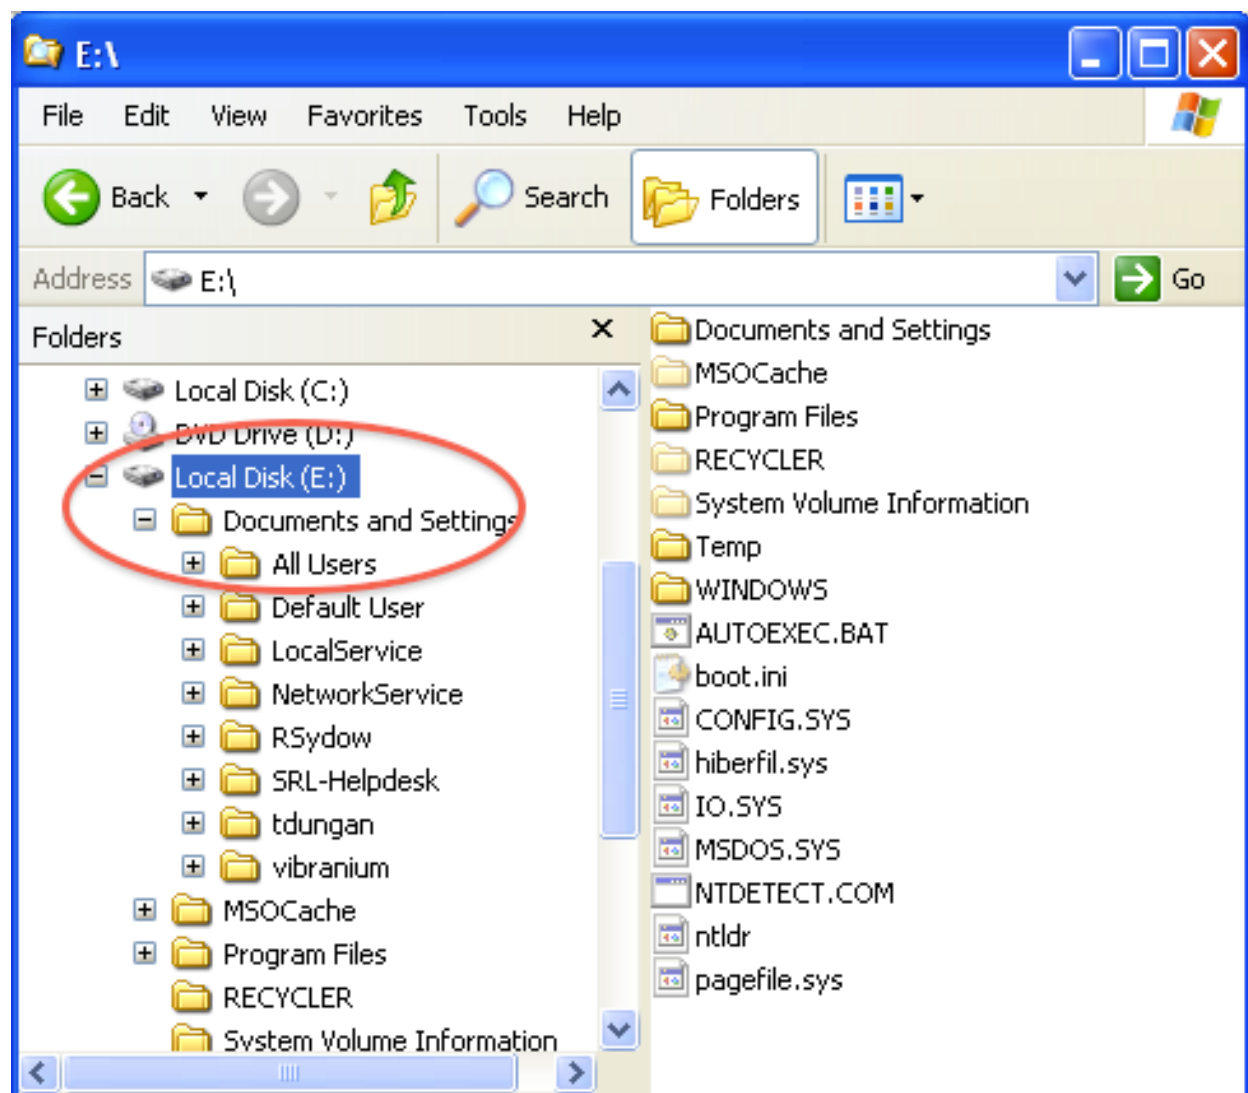 E:\
File Edit View Favorites Tools Help
Back Search Folders
Address E:\ Go
Folders
Local Disk (C:)
DVD Drive (D:)
Local Disk (E:)
Documents and Settings
All Users
Default User
LocalService
NetworkService
RSydow
SRL-Helpdesk
tdungan
vibranium
MSOCache
Program Files
RECYCLER
System Volume Information
Documents and Settings
MSOCache
Program Files
RECYCLER
System Volume Information
Temp
WINDOWS
AUTOEXEC.BAT
boot.ini
CONFIG.SYS
hiberfil.sys
IO.SYS
MSDOS.SYS
NTDETECT.COM
ntldr
pagefile.sys